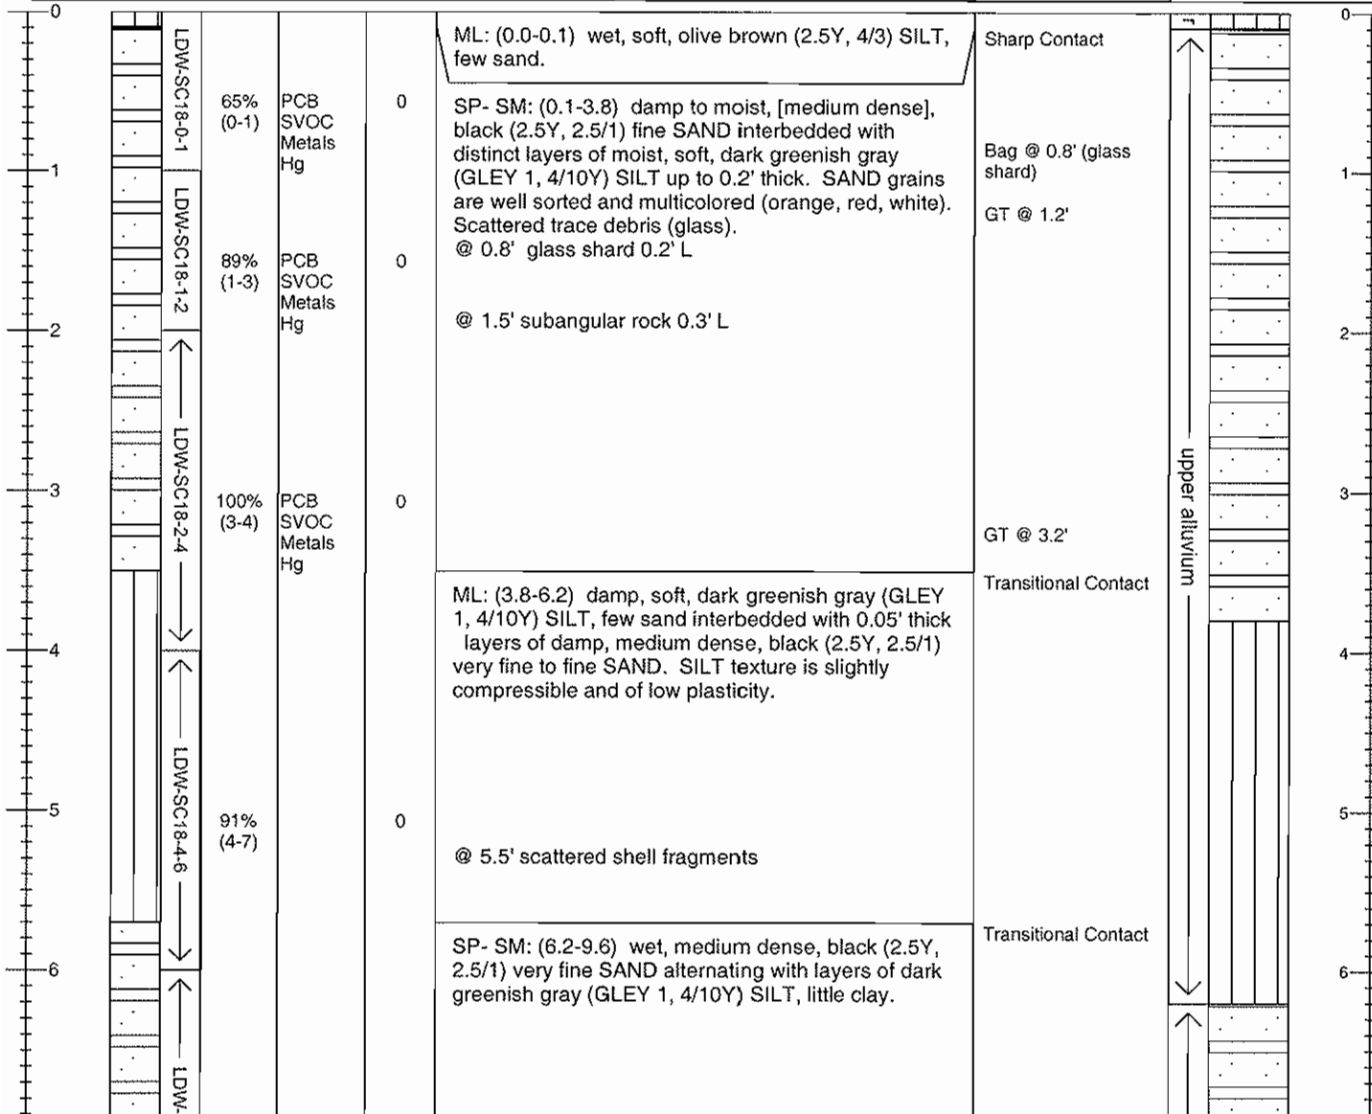 0
ML: (0.0-0.1) wet, soft, olive brown (2.5Y, 4/3) SILT,
few sand.
Sharp Contact
0
LDW-SC18-0-1
65%
(0-1)
PCB
SVOC
Metals
Hg
0
SP- SM: (0.1-3.8) damp to moist, [medium dense],
black (2.5Y, 2.5/1) fine SAND interbedded with
distinct layers of moist, soft, dark greenish gray
(GLEY 1, 4/10Y) SILT up to 0.2' thick. SAND grains
are well sorted and multicolored (orange, red, white).
Scattered trace debris (glass).
@ 0.8' glass shard 0.2' L
Bag @ 0.8' (glass
shard)
GT @ 1.2'
1
1
LDW-SC18-1-2
89%
(1-3)
PCB
SVOC
Metals
Hg
0
@ 1.5' subangular rock 0.3' L
2
2
LDW-SC18-2-4
upper alluvium
3
3
100%
(3-4)
PCB
SVOC
Metals
Hg
0
GT @ 3.2'
Transitional Contact
ML: (3.8-6.2) damp, soft, dark greenish gray (GLEY
1, 4/10Y) SILT, few sand interbedded with 0.05' thick
layers of damp, medium dense, black (2.5Y, 2.5/1)
very fine to fine SAND. SILT texture is slightly
compressible and of low plasticity.
4
4
LDW-SC18-4-6
5
5
91%
(4-7)
0
@ 5.5' scattered shell fragments
Transitional Contact
SP- SM: (6.2-9.6) wet, medium dense, black (2.5Y,
2.5/1) very fine SAND alternating with layers of dark
greenish gray (GLEY 1, 4/10Y) SILT, little clay.
6
6
LDW-